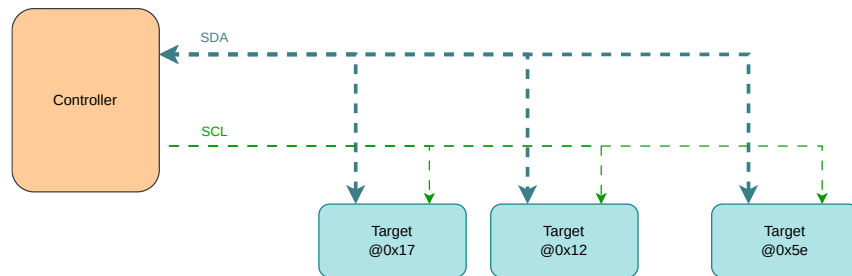 SDA
Controller
SCL
Target
@0x17
Target
@0x12
Target
@0x5e